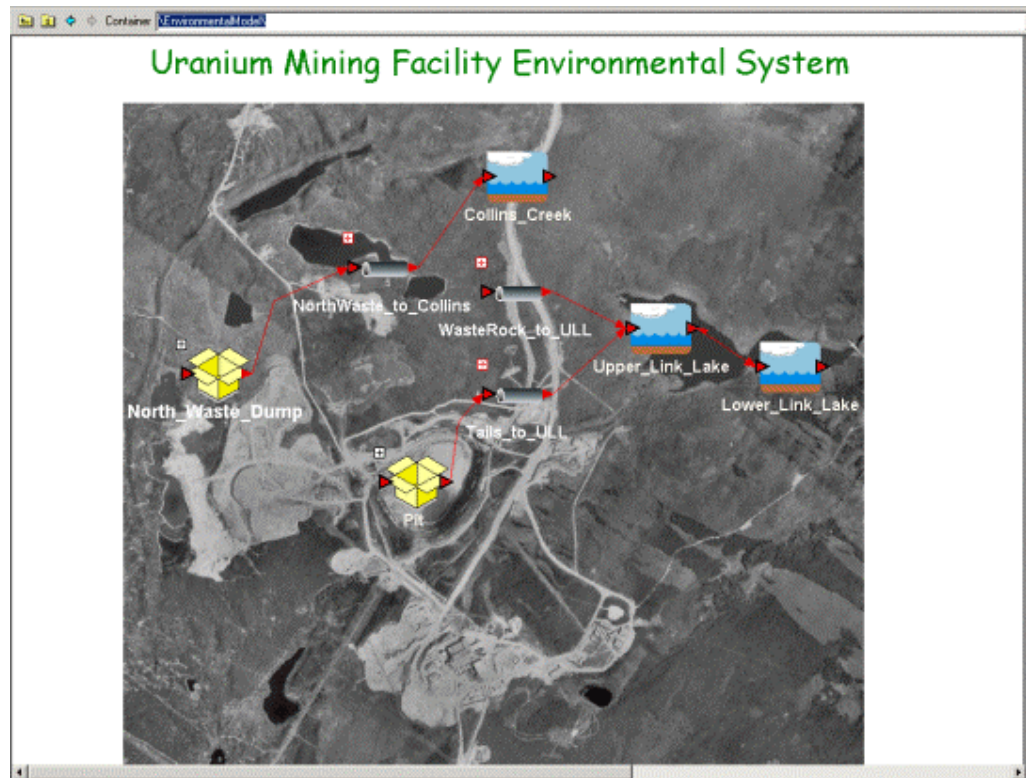 Container \EnvironmentalModel\
Uranium Mining Facility Environmental System
Collins_Creek
NorthWaste_to_Collins
WasteRock_to_ULL
Upper_Link_Lake
Lower_Link_Lake
North_Waste_Dump
Tails_to_ULL
Pit